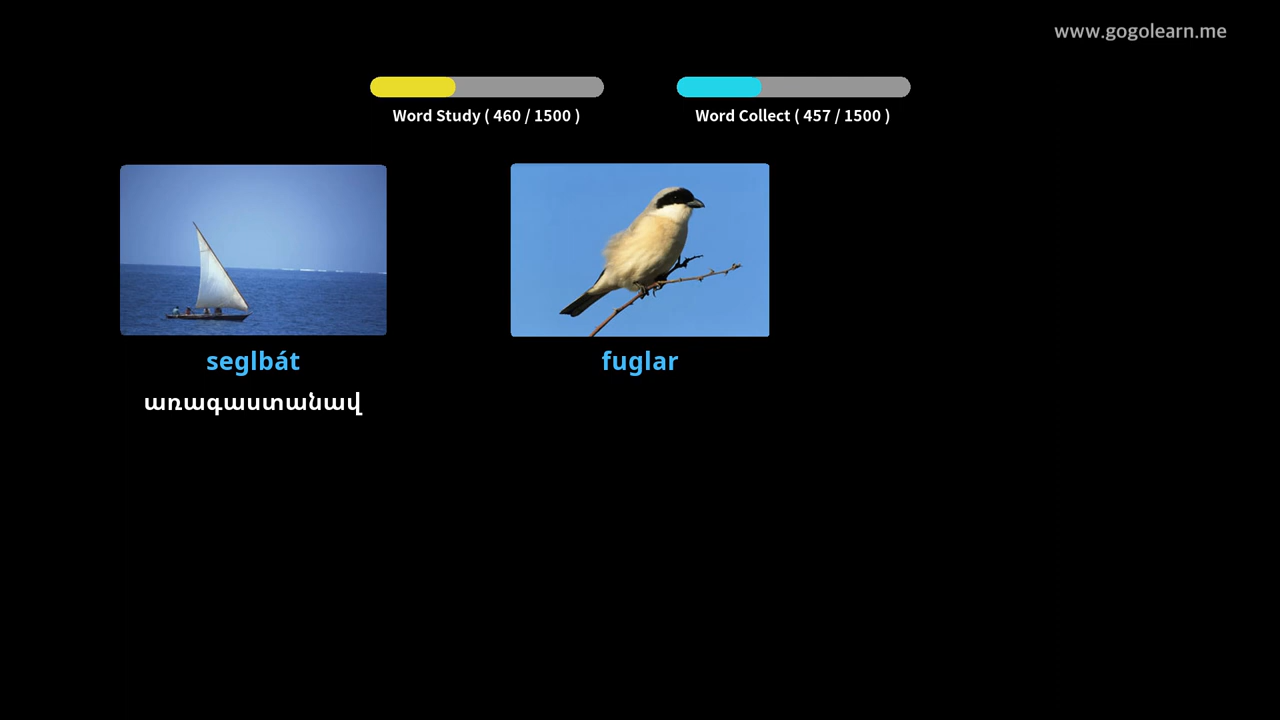 www.gogolearn.me
Word Study ( 460 / 1500 )
Word Collect ( 457 / 1500 )
seglbát
fuglar
առագաստանավ